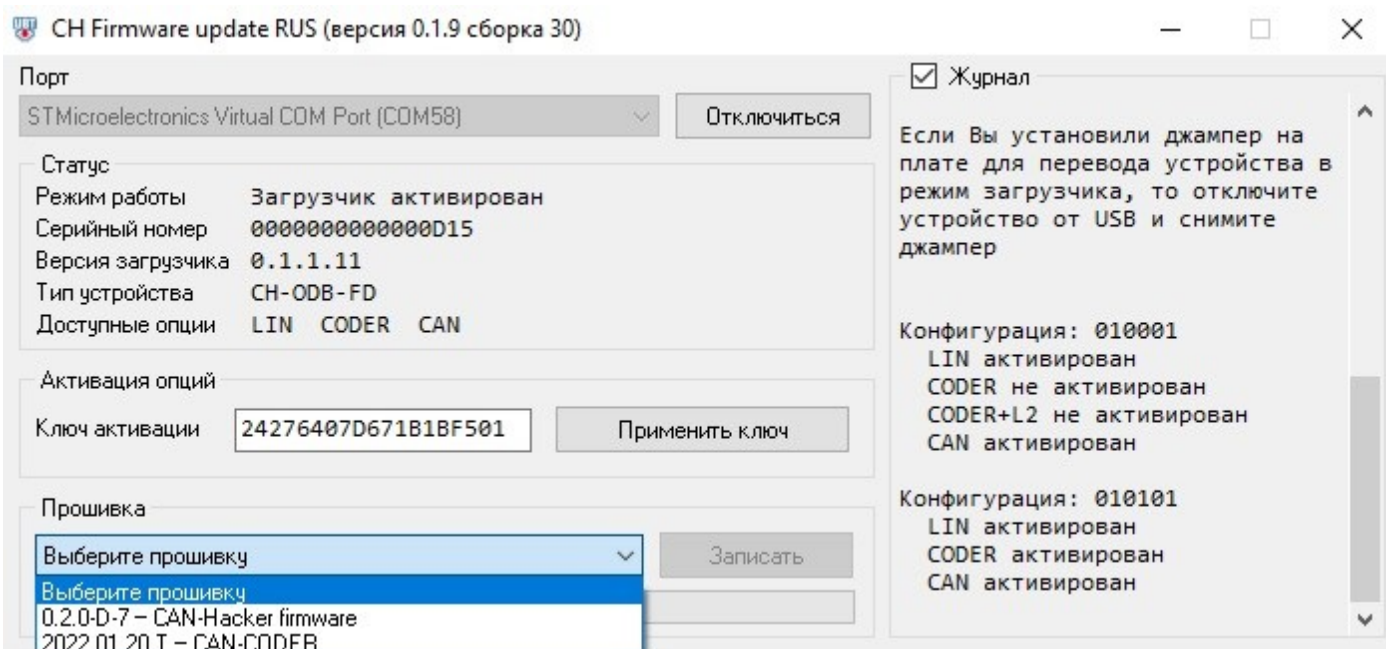 CH Firmware update RUS (версия 0.1.9 сборка 30)
Порт
STMicroelectronics Virtual COM Port (COM58)
Отключиться
Статус
Режим работы Загрузчик активирован
Серийный номер 0000000000000D15
Версия загрузчика 0.1.1.11
Тип устройства CH-ODB-FD
Доступные опции LIN CODER CAN
Активация опций
Ключ активации 24276407D671B1BF501 Применить ключ
Прошивка
Выберите прошивку Записать
Выберите прошивку
0.2.0-D-7 – CAN-Hacker firmware
2022.01.20.T – CAN-CODER
Журнал
Если Вы установили джампер на
плате для перевода устройства в
режим загрузчика, то отключите
устройство от USB и снимите
джампер
Конфигурация: 010001
LIN активирован
CODER не активирован
CODER+L2 не активирован
CAN активирован
Конфигурация: 010101
LIN активирован
CODER активирован
CAN активирован